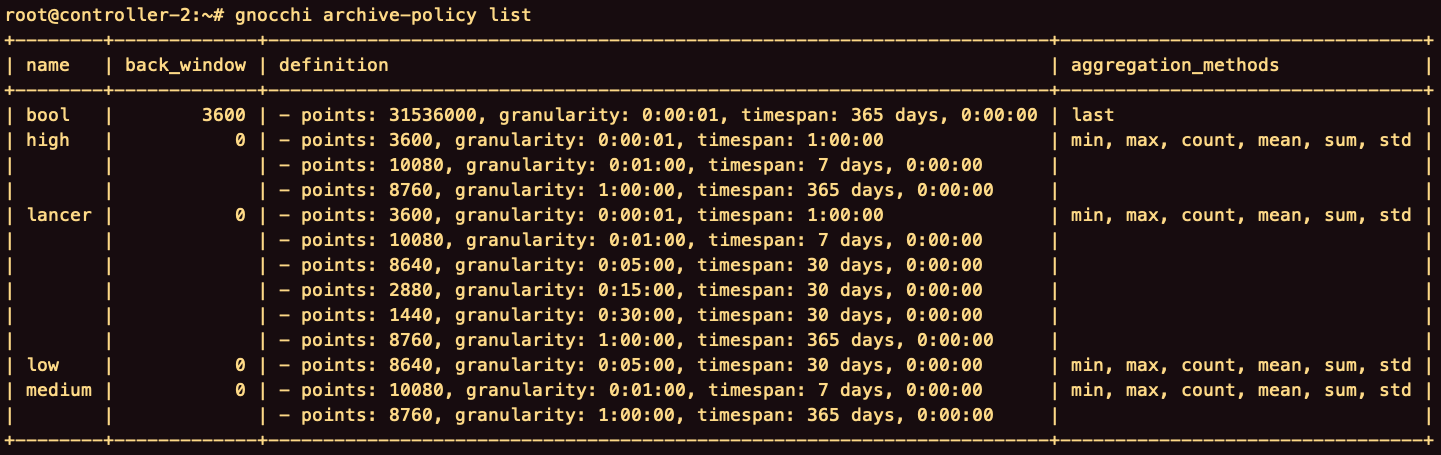 root@controller-2:~# gnocchi archive-policy list
+--------+-------------+-----------------------------------------------------------------------+---------------------------------+
| name   | back_window | definition                                                            | aggregation_methods             |
+--------+-------------+-----------------------------------------------------------------------+---------------------------------+
| bool   |        3600 | - points: 31536000, granularity: 0:00:01, timespan: 365 days, 0:00:00 | last                            |
| high   |           0 | - points: 3600, granularity: 0:00:01, timespan: 1:00:00               | min, max, count, mean, sum, std |
|        |             | - points: 10080, granularity: 0:01:00, timespan: 7 days, 0:00:00      |                                 |
|        |             | - points: 8760, granularity: 1:00:00, timespan: 365 days, 0:00:00     |                                 |
| lancer |           0 | - points: 3600, granularity: 0:00:01, timespan: 1:00:00               | min, max, count, mean, sum, std |
|        |             | - points: 10080, granularity: 0:01:00, timespan: 7 days, 0:00:00      |                                 |
|        |             | - points: 8640, granularity: 0:05:00, timespan: 30 days, 0:00:00      |                                 |
|        |             | - points: 2880, granularity: 0:15:00, timespan: 30 days, 0:00:00      |                                 |
|        |             | - points: 1440, granularity: 0:30:00, timespan: 30 days, 0:00:00      |                                 |
|        |             | - points: 8760, granularity: 1:00:00, timespan: 365 days, 0:00:00     |                                 |
| low    |           0 | - points: 8640, granularity: 0:05:00, timespan: 30 days, 0:00:00      | min, max, count, mean, sum, std |
| medium |           0 | - points: 10080, granularity: 0:01:00, timespan: 7 days, 0:00:00      | min, max, count, mean, sum, std |
|        |             | - points: 8760, granularity: 1:00:00, timespan: 365 days, 0:00:00     |                                 |
+--------+-------------+-----------------------------------------------------------------------+---------------------------------+